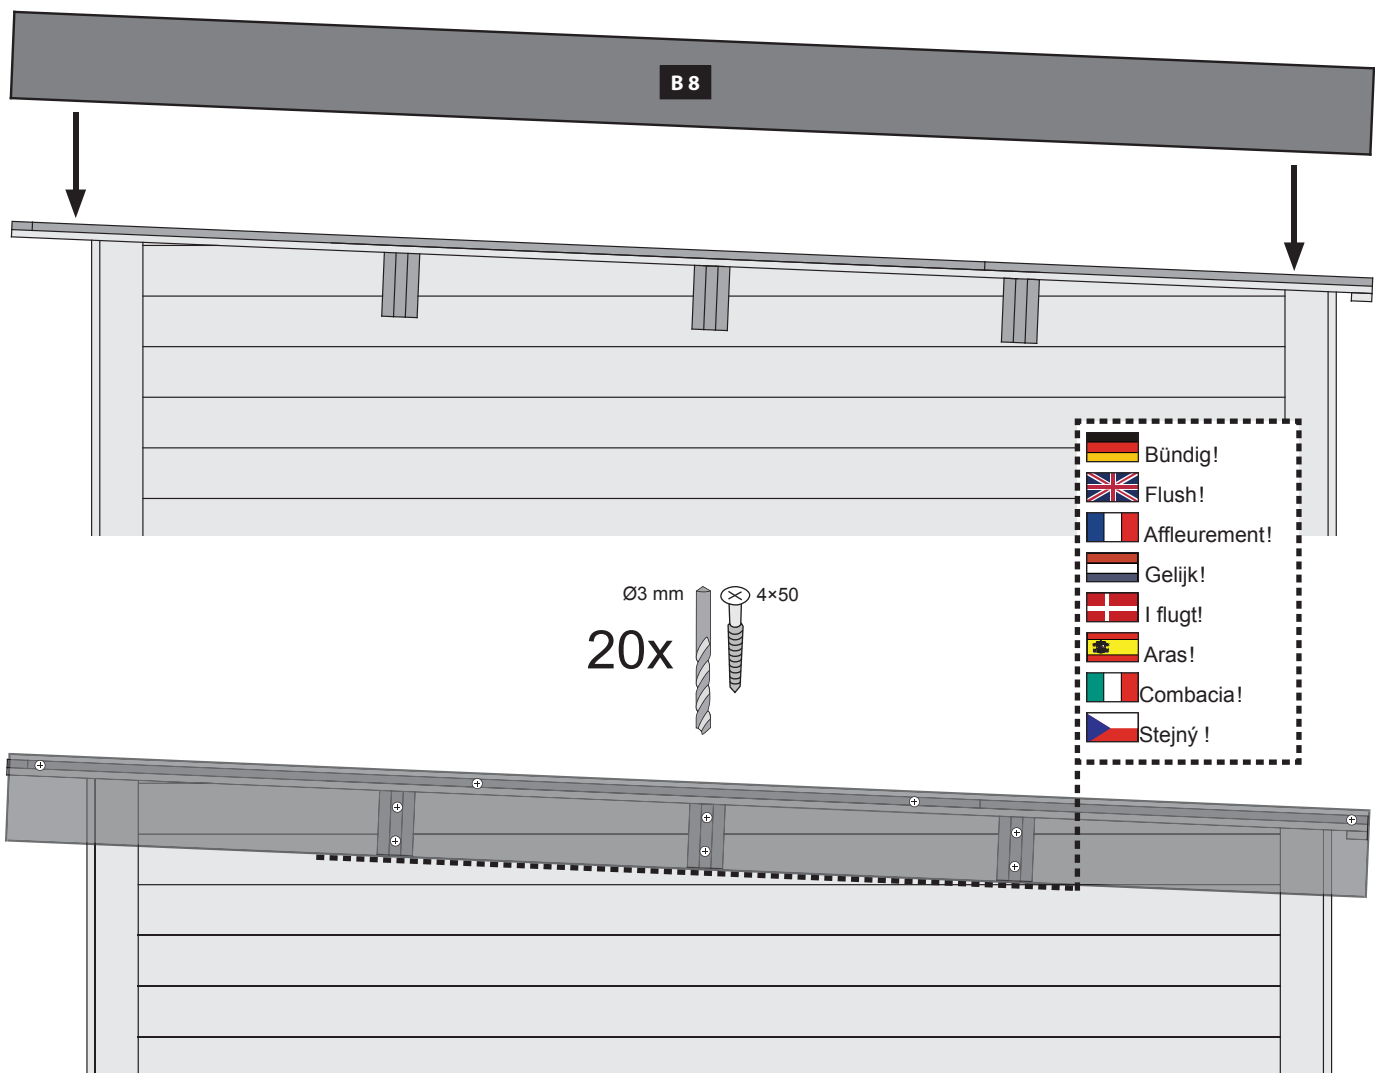 B 8
Bündig!
Flush!
Affleurement!
Gelijk!
I flugt!
Aras!
Combacia!
Stejný !
Ø3 mm 4×50
20x